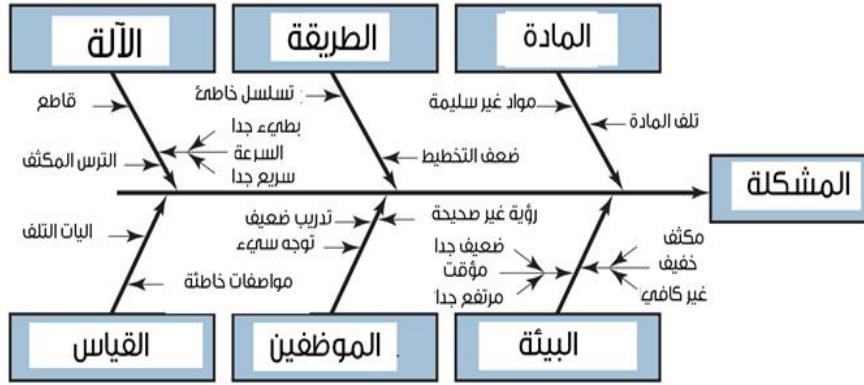 المادة
الطريقة
الآلة
مواد غير سليمة
تلف المادة
تسلسل خاطئ
ضعف التخطيط
قاطع
بطيء جدا
السرعة
سريع جدا
الترس المكثف
المشكلة
مكثف
خفيف
غير كافي
ضعيف جدا
مؤقت
مرتفع جدا
رؤية غير صحيحة
تدريب ضعيف
توجه سيء
اليات التلف
مواصفات خاطئة
البيئة
الموظفين
القياس